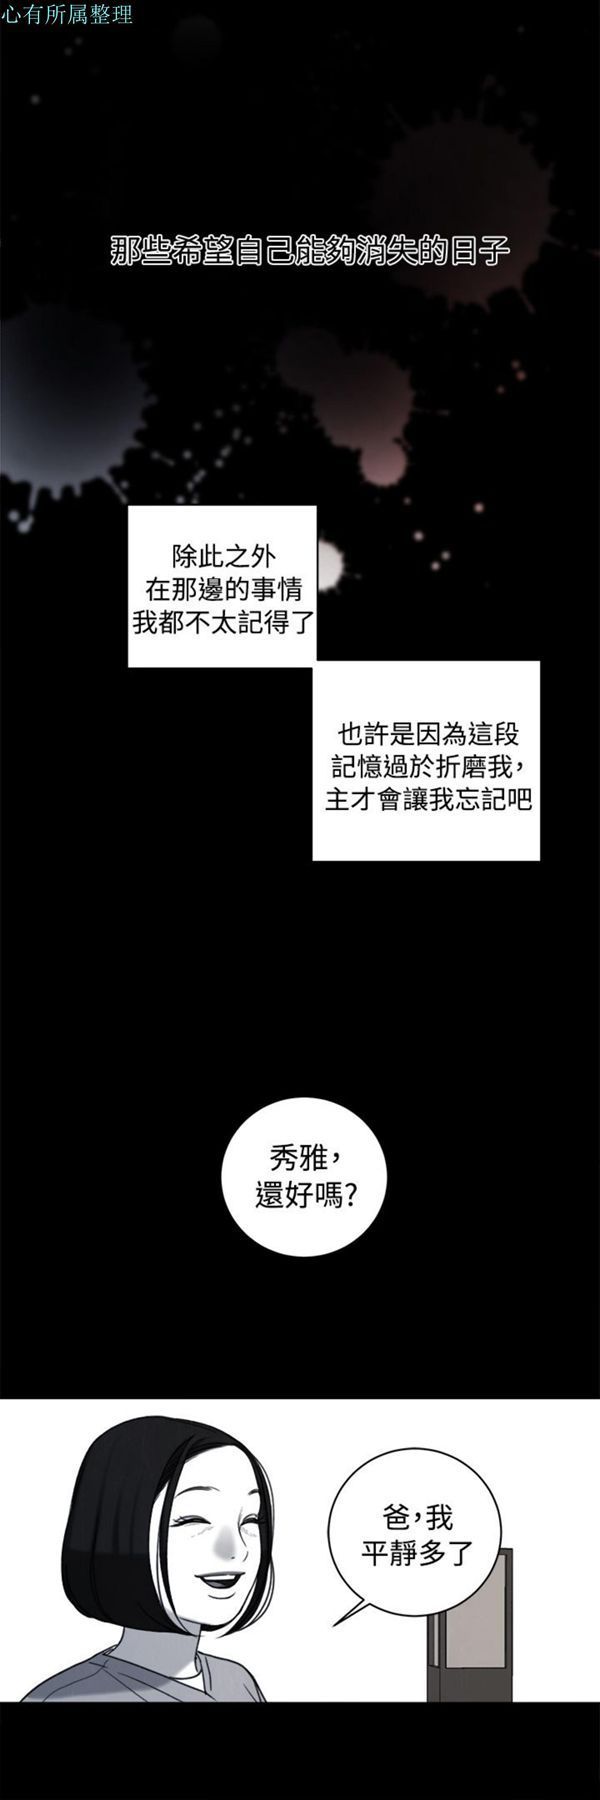 心有所属整理
那些希望自己能夠消失的日子
除此之外
在那邊的事情
我都不太記得了
也許是因為這段
記憶過於折磨我，
主才會讓我忘記吧
秀雅，
還好嗎？
爸，我
平靜多了